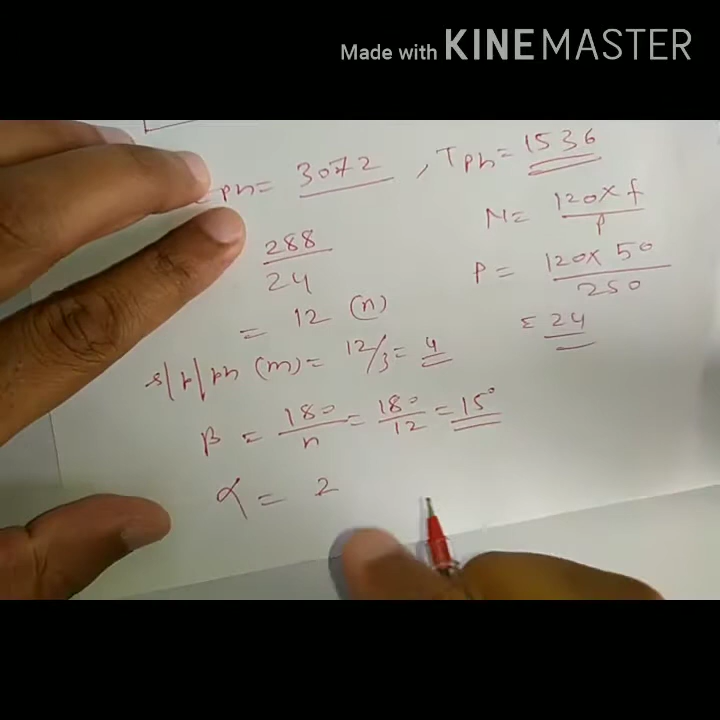 Made with KINEMASTER
ph = 3072 , Tph = 1536
288/24
= 12 (n)
s/p/ph (m) = 12/3 = 4
β = 180/n = 180/12 = 15°
α = 2
N = 120×f/P
P = 120×50/250
= 24